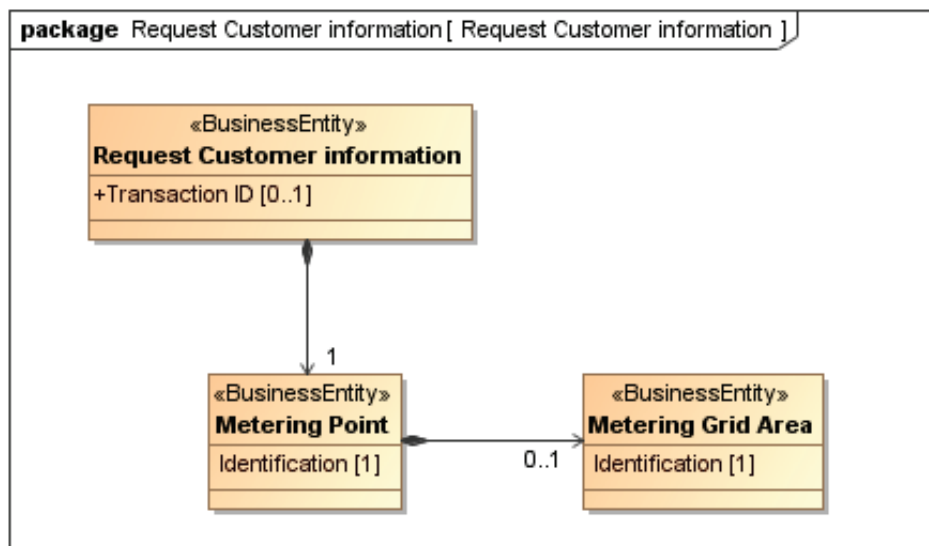 package Request Customer information[ Request Customer information ]
«BusinessEntity»
Request Customer information
+Transaction ID [0..1]
1
«BusinessEntity»
Metering Point
Identification [1]
0..1
«BusinessEntity»
Metering Grid Area
Identification [1]